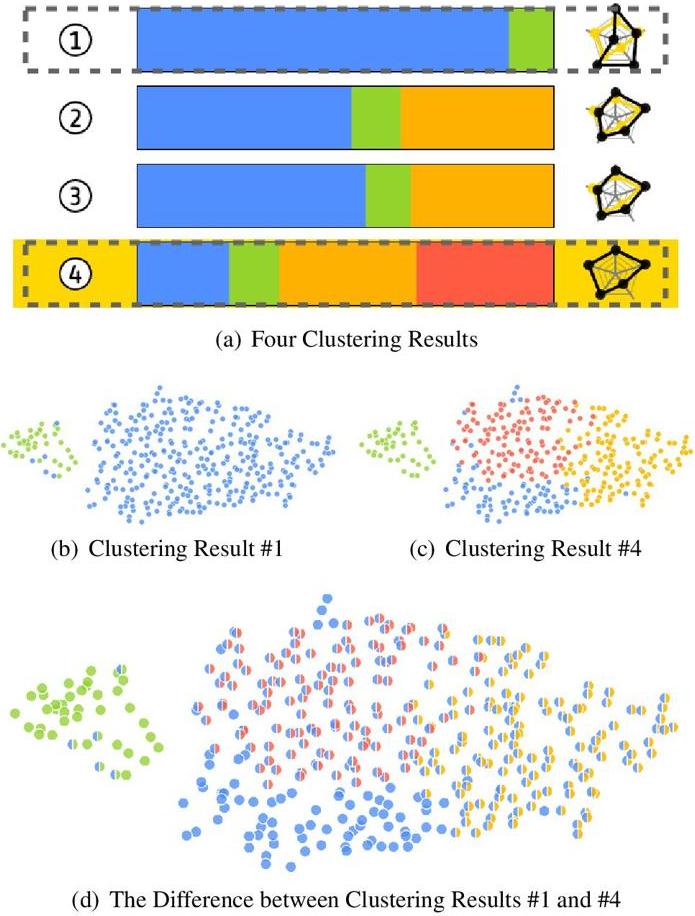 ①
②
③
④
(a) Four Clustering Results
(b) Clustering Result #1
(c) Clustering Result #4
(d) The Difference between Clustering Results #1 and #4